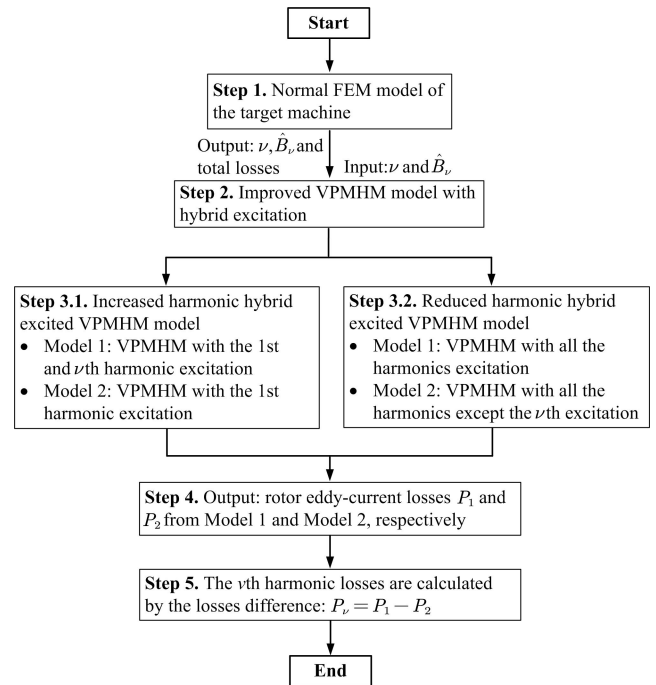 Start
Step 1. Normal FEM model of
the target machine
Output: ν, B̂ν and
total losses
Input:ν and B̂ν
Step 2. Improved VPMHM model with
hybrid excitation
Step 3.1. Increased harmonic hybrid
excited VPMHM model
• Model 1: VPMHM with the 1st
and νth harmonic excitation
• Model 2: VPMHM with the 1st
harmonic excitation
Step 3.2. Reduced harmonic hybrid
excited VPMHM model
• Model 1: VPMHM with all the
harmonics excitation
• Model 2: VPMHM with all the
harmonics except the νth excitation
Step 4. Output: rotor eddy-current losses P₁ and
P₂ from Model 1 and Model 2, respectively
Step 5. The vth harmonic losses are calculated
by the losses difference: Pν = P₁ − P₂
End